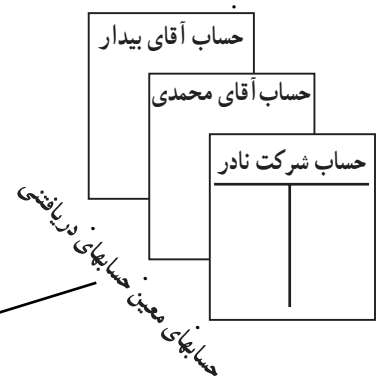 حساب آقای بیدار
حساب آقای محمدی
حساب شرکت نادر
حسابهای معین حسابهای دریافتنی